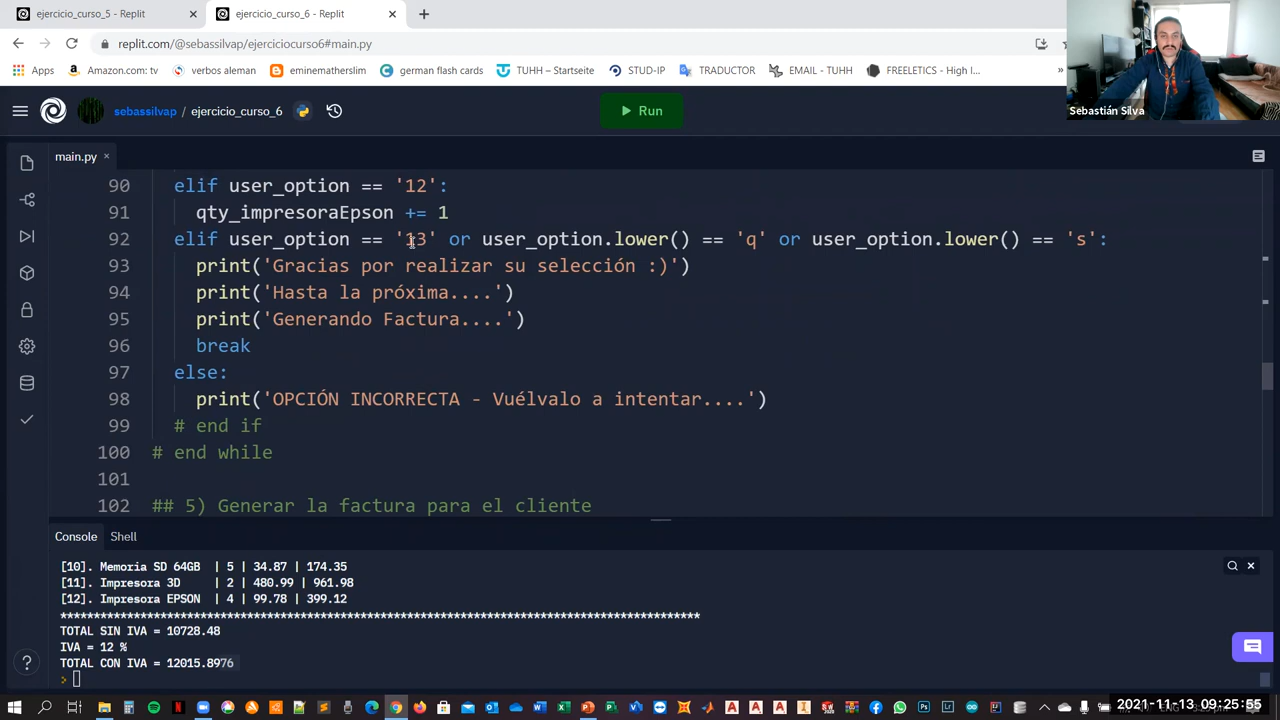 ejercicio_curso_5 - Replit
ejercicio_curso_6 - Replit
replit.com/@sebassilvap/ejerciciocurso6#main.py
Apps
Amazon.com: tv
verbos aleman
eminematherslim
german flash cards
TUHH – Startseite
STUD-IP
TRADUCTOR
EMAIL - TUHH
FREELETICS - High I...
»
Sebastián Silva
sebassilvap / ejercicio_curso_6
Run
main.py
90 elif user_option == '12':
91 qty_impresoraEpson += 1
92 elif user_option == '13' or user_option.lower() == 'q' or user_option.lower() == 's':
93 print('Gracias por realizar su selección :)')
94 print('Hasta la próxima....')
95 print('Generando Factura....')
96 break
97 else:
98 print('OPCIÓN INCORRECTA - Vuélvalo a intentar....')
99 # end if
100 # end while
101
102 ## 5) Generar la factura para el cliente
Console
Shell
[10]. Memoria SD 64GB | 5 | 34.87 | 174.35
[11]. Impresora 3D | 2 | 480.99 | 961.98
[12]. Impresora EPSON | 4 | 99.78 | 399.12
************************************************************************************************
TOTAL SIN IVA = 10728.48
IVA = 12 %
TOTAL CON IVA = 12015.8976
>
2021-11-13 09:25:55